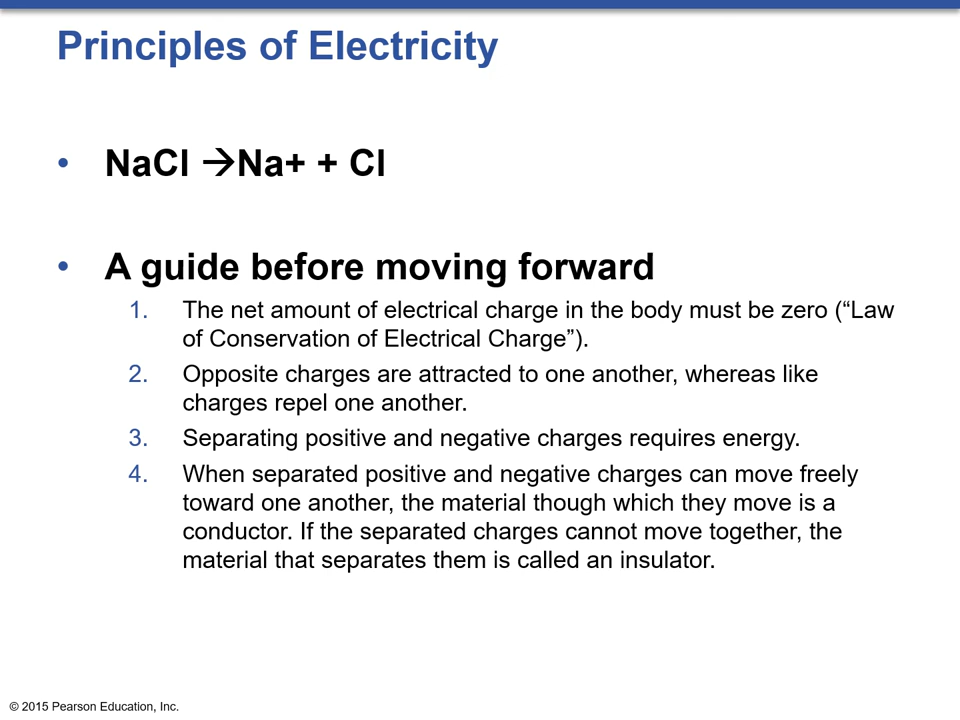 Principles of Electricity
• NaCl →Na+ + Cl
• A guide before moving forward
1. The net amount of electrical charge in the body must be zero (“Law
of Conservation of Electrical Charge”).
2. Opposite charges are attracted to one another, whereas like
charges repel one another.
3. Separating positive and negative charges requires energy.
4. When separated positive and negative charges can move freely
toward one another, the material though which they move is a
conductor. If the separated charges cannot move together, the
material that separates them is called an insulator.
© 2015 Pearson Education, Inc.